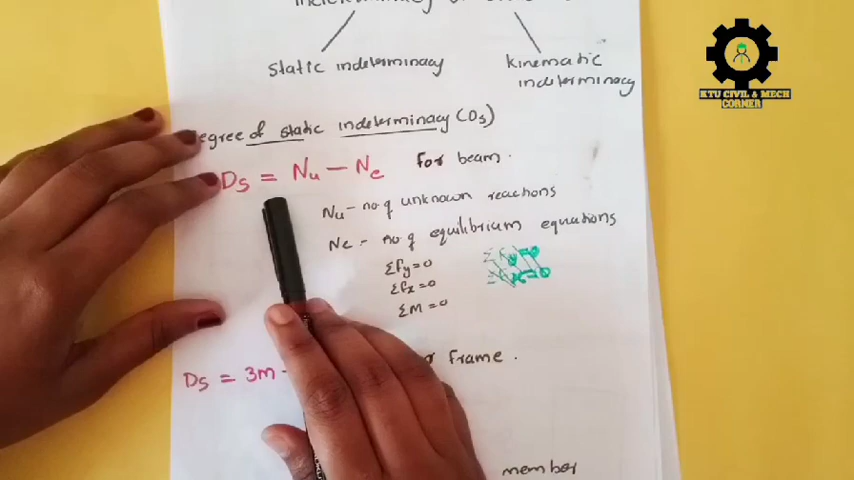 static indeterminacy
kinematic
indeterminacy
degree of static indeterminacy (Ds)
Ds = Nu - Ne for beam.
Nu - no of unknown reactions
Ne - no of equilibrium equations
ΣFy=0
ΣFx=0
ΣM=0
Ds = 3m
Frame.
member
KTU CIVIL & MECH
CORNER